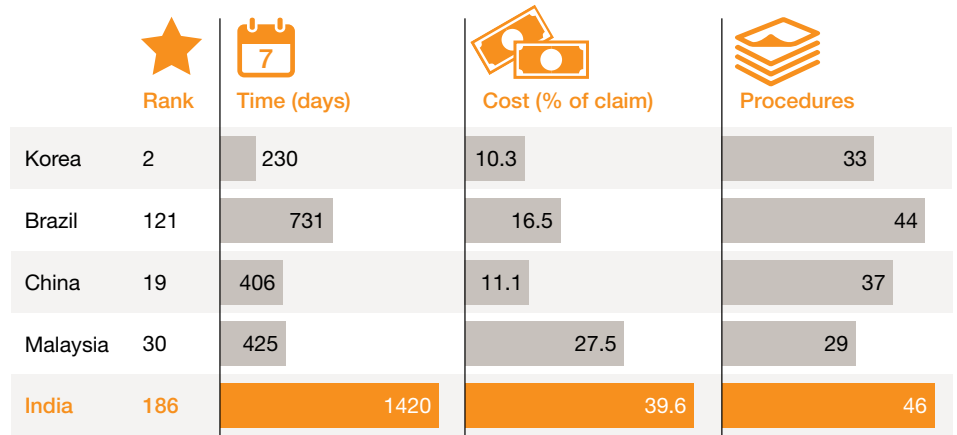 7
Rank Time (days) Cost (% of claim) Procedures
Korea 2 230 10.3 33
Brazil 121 731 16.5 44
China 19 406 11.1 37
Malaysia 30 425 27.5 29
India 186 1420 39.6 46